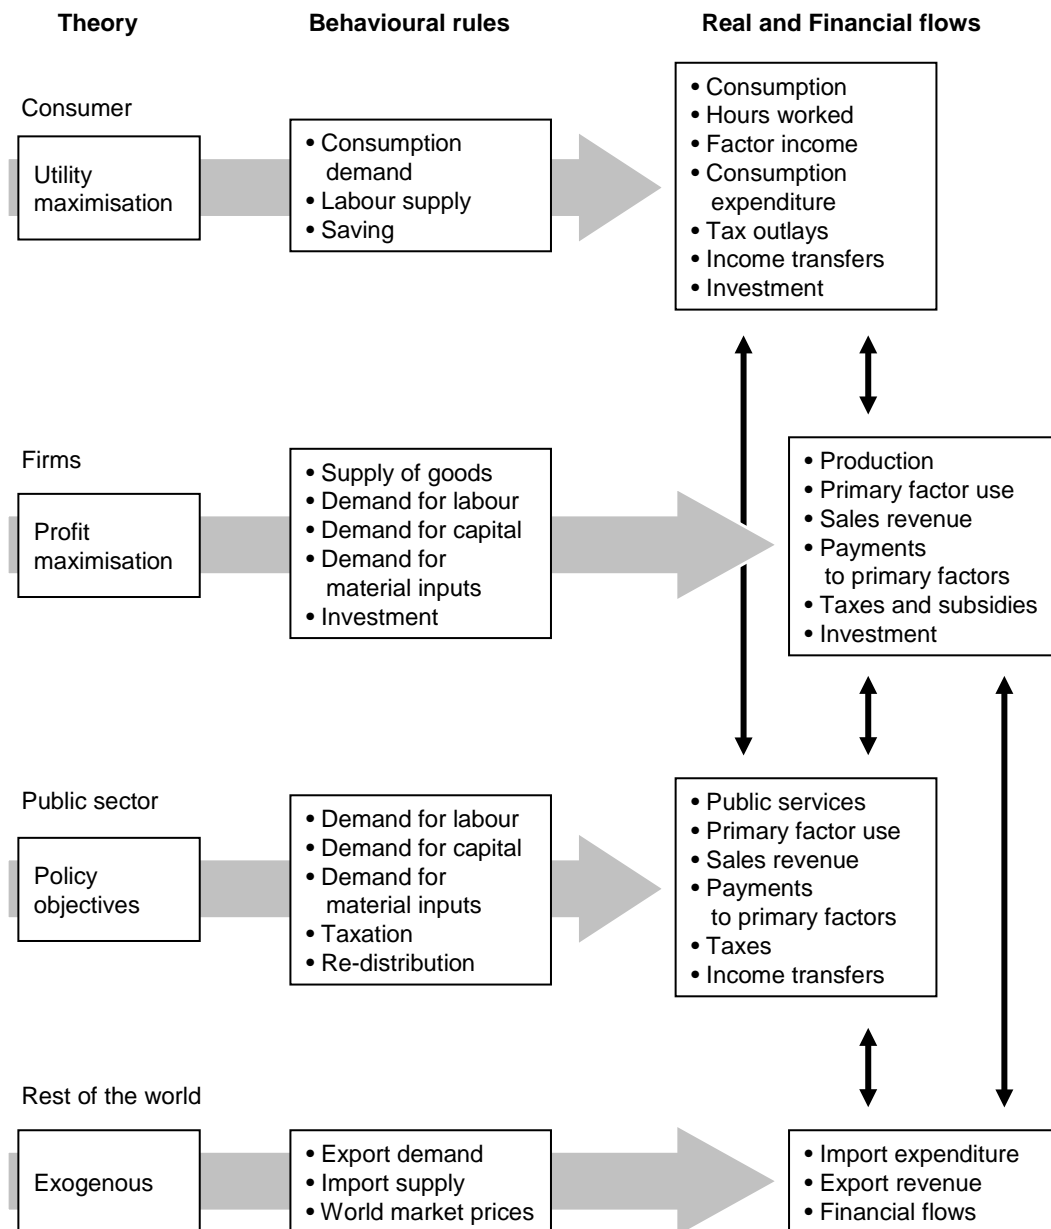 Theory
Behavioural rules
Real and Financial flows
Consumer
Utility
maximisation
• Consumption
demand
• Labour supply
• Saving
• Consumption
• Hours worked
• Factor income
• Consumption
expenditure
• Tax outlays
• Income transfers
• Investment
Firms
Profit
maximisation
• Supply of goods
• Demand for labour
• Demand for capital
• Demand for
material inputs
• Investment
• Production
• Primary factor use
• Sales revenue
• Payments
to primary factors
• Taxes and subsidies
• Investment
Public sector
Policy
objectives
• Demand for labour
• Demand for capital
• Demand for
material inputs
• Taxation
• Re-distribution
• Public services
• Primary factor use
• Sales revenue
• Payments
to primary factors
• Taxes
• Income transfers
Rest of the world
Exogenous
• Export demand
• Import supply
• World market prices
• Import expenditure
• Export revenue
• Financial flows